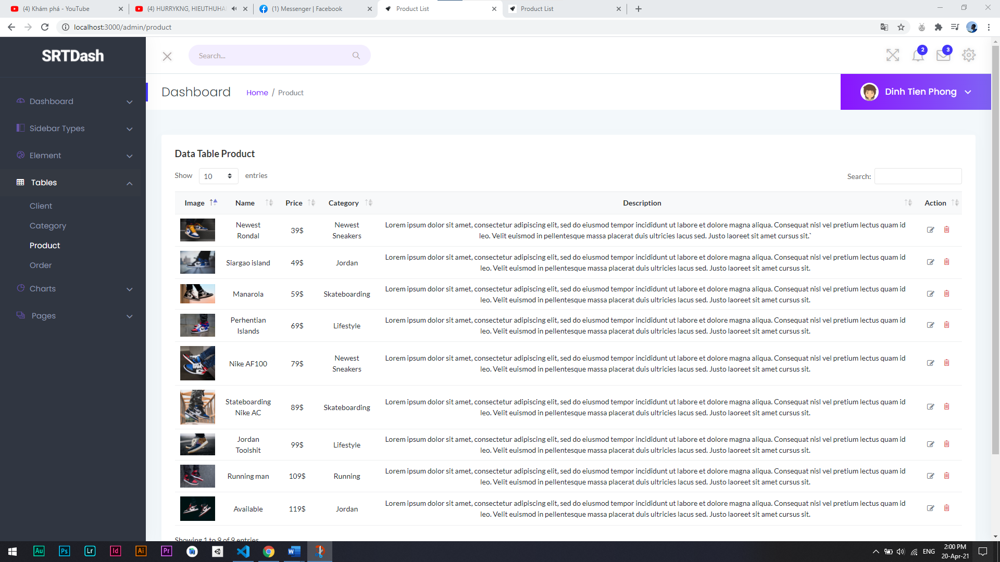 (4) Khám phá - YouTube
(4) HURRYKNG, HIEUTHUHAI
(1) Messenger | Facebook
Product List
Product List
localhost:3000/admin/product
SRTDash
Search...
2
3
Dashboard
Home / Product
Dinh Tien Phong
Dashboard
Sidebar Types
Element
Tables
Client
Category
Product
Order
Charts
Pages
Data Table Product
Show 10 entries
Search:
Image Name Price Category Description Action
Newest Rondal 39$ Newest Sneakers Lorem ipsum dolor sit amet, consectetur adipiscing elit, sed do eiusmod tempor incididunt ut labore et dolore magna aliqua. Consequat nisl vel pretium lectus quam id
leo. Velit euismod in pellentesque massa placerat duis ultricies lacus sed. Justo laoreet sit amet cursus sit.`
Siargao island 49$ Jordan Lorem ipsum dolor sit amet, consectetur adipiscing elit, sed do eiusmod tempor incididunt ut labore et dolore magna aliqua. Consequat nisl vel pretium lectus quam id
leo. Velit euismod in pellentesque massa placerat duis ultricies lacus sed. Justo laoreet sit amet cursus sit.
Manarola 59$ Skateboarding Lorem ipsum dolor sit amet, consectetur adipiscing elit, sed do eiusmod tempor incididunt ut labore et dolore magna aliqua. Consequat nisl vel pretium lectus quam id
leo. Velit euismod in pellentesque massa placerat duis ultricies lacus sed. Justo laoreet sit amet cursus sit.
Perhentian Islands 69$ Lifestyle Lorem ipsum dolor sit amet, consectetur adipiscing elit, sed do eiusmod tempor incididunt ut labore et dolore magna aliqua. Consequat nisl vel pretium lectus quam id
leo. Velit euismod in pellentesque massa placerat duis ultricies lacus sed. Justo laoreet sit amet cursus sit.
Nike AF100 79$ Newest Sneakers Lorem ipsum dolor sit amet, consectetur adipiscing elit, sed do eiusmod tempor incididunt ut labore et dolore magna aliqua. Consequat nisl vel pretium lectus quam id
leo. Velit euismod in pellentesque massa placerat duis ultricies lacus sed. Justo laoreet sit amet cursus sit.
Stateboarding Nike AC 89$ Skateboarding Lorem ipsum dolor sit amet, consectetur adipiscing elit, sed do eiusmod tempor incididunt ut labore et dolore magna aliqua. Consequat nisl vel pretium lectus quam id
leo. Velit euismod in pellentesque massa placerat duis ultricies lacus sed. Justo laoreet sit amet cursus sit.
Jordan Toolshit 99$ Lifestyle Lorem ipsum dolor sit amet, consectetur adipiscing elit, sed do eiusmod tempor incididunt ut labore et dolore magna aliqua. Consequat nisl vel pretium lectus quam id
leo. Velit euismod in pellentesque massa placerat duis ultricies lacus sed. Justo laoreet sit amet cursus sit.
Running man 109$ Running Lorem ipsum dolor sit amet, consectetur adipiscing elit, sed do eiusmod tempor incididunt ut labore et dolore magna aliqua. Consequat nisl vel pretium lectus quam id
leo. Velit euismod in pellentesque massa placerat duis ultricies lacus sed. Justo laoreet sit amet cursus sit.
Available 119$ Jordan Lorem ipsum dolor sit amet, consectetur adipiscing elit, sed do eiusmod tempor incididunt ut labore et dolore magna aliqua. Consequat nisl vel pretium lectus quam id
leo. Velit euismod in pellentesque massa placerat duis ultricies lacus sed. Justo laoreet sit amet cursus sit.
Showing 1 to 9 of 9 entries
Au Ps Lr Id Ai Pr
ENG
2:00 PM
20-Apr-21